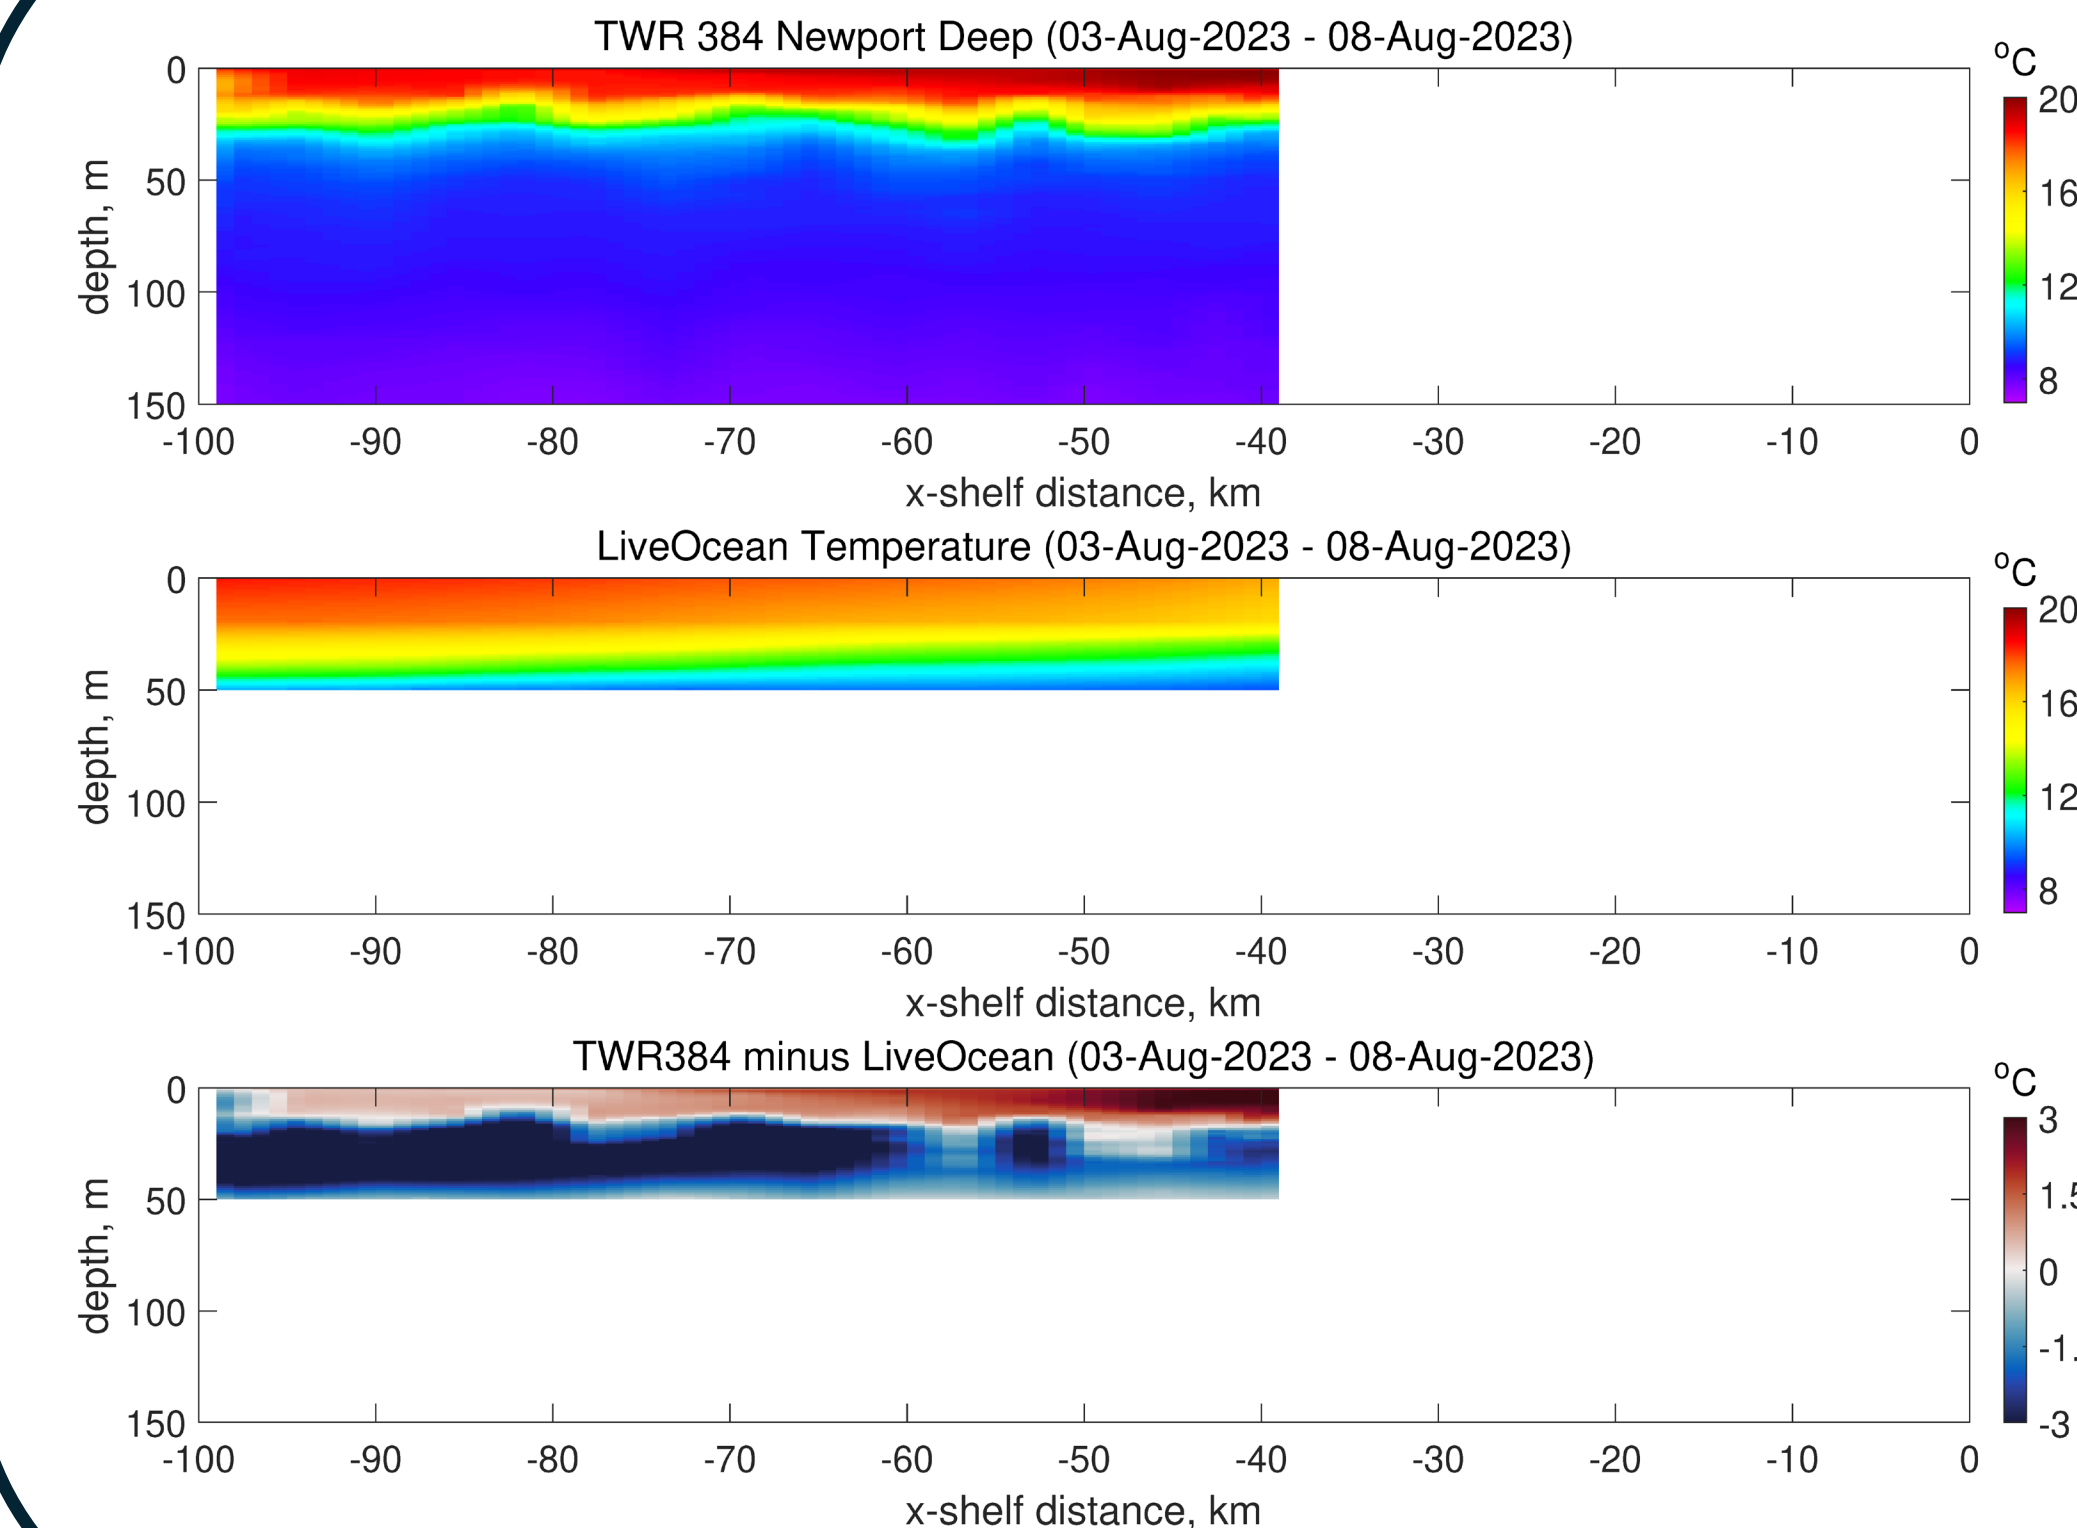 TWR 384 Newport Deep (03-Aug-2023 - 08-Aug-2023)
°C
0
50
100
150
depth, m
-100 -90 -80 -70 -60 -50 -40 -30 -20 -10 0
x-shelf distance, km
20
16
12
8
LiveOcean Temperature (03-Aug-2023 - 08-Aug-2023)
°C
0
50
100
150
depth, m
-100 -90 -80 -70 -60 -50 -40 -30 -20 -10 0
x-shelf distance, km
20
16
12
8
TWR384 minus LiveOcean (03-Aug-2023 - 08-Aug-2023)
°C
0
50
100
150
depth, m
-100 -90 -80 -70 -60 -50 -40 -30 -20 -10 0
x-shelf distance, km
3
1.5
0
-1.
-3